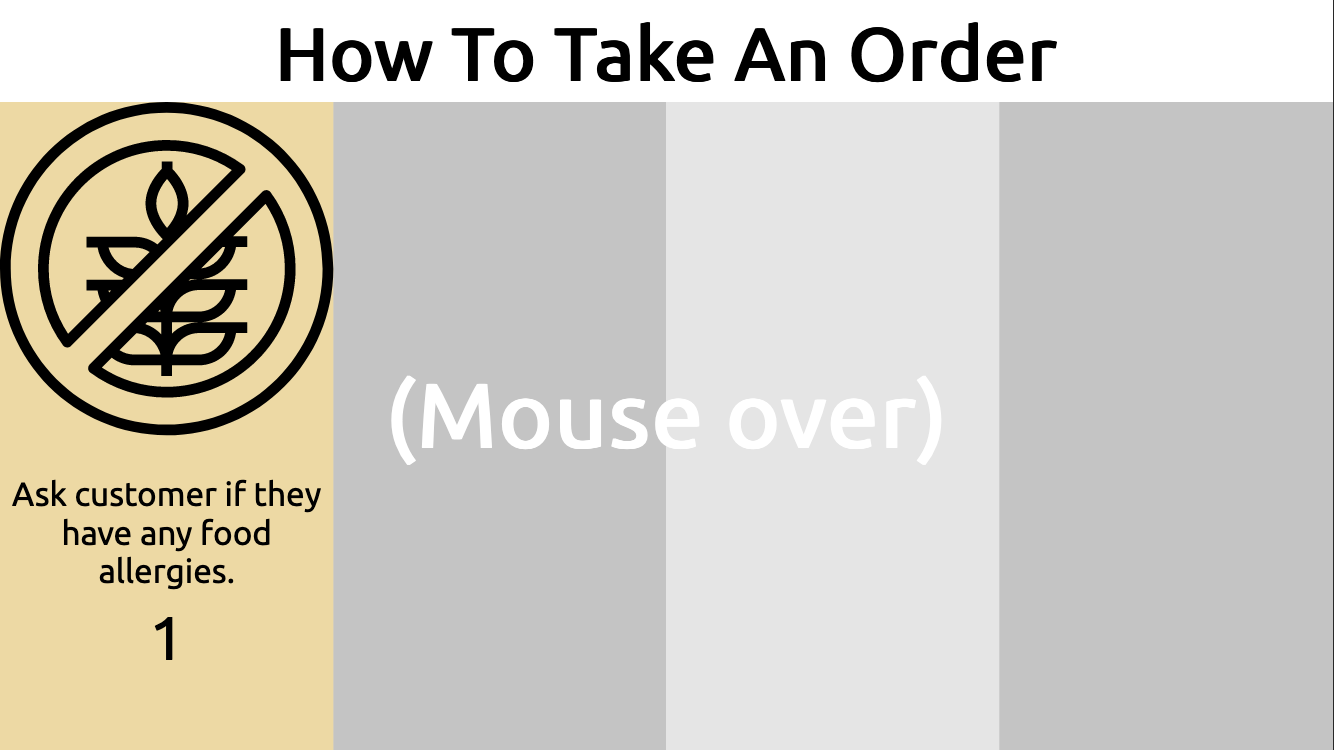 How To Take An Order
(Mouse over)
Ask customer if they
have any food
allergies.
1